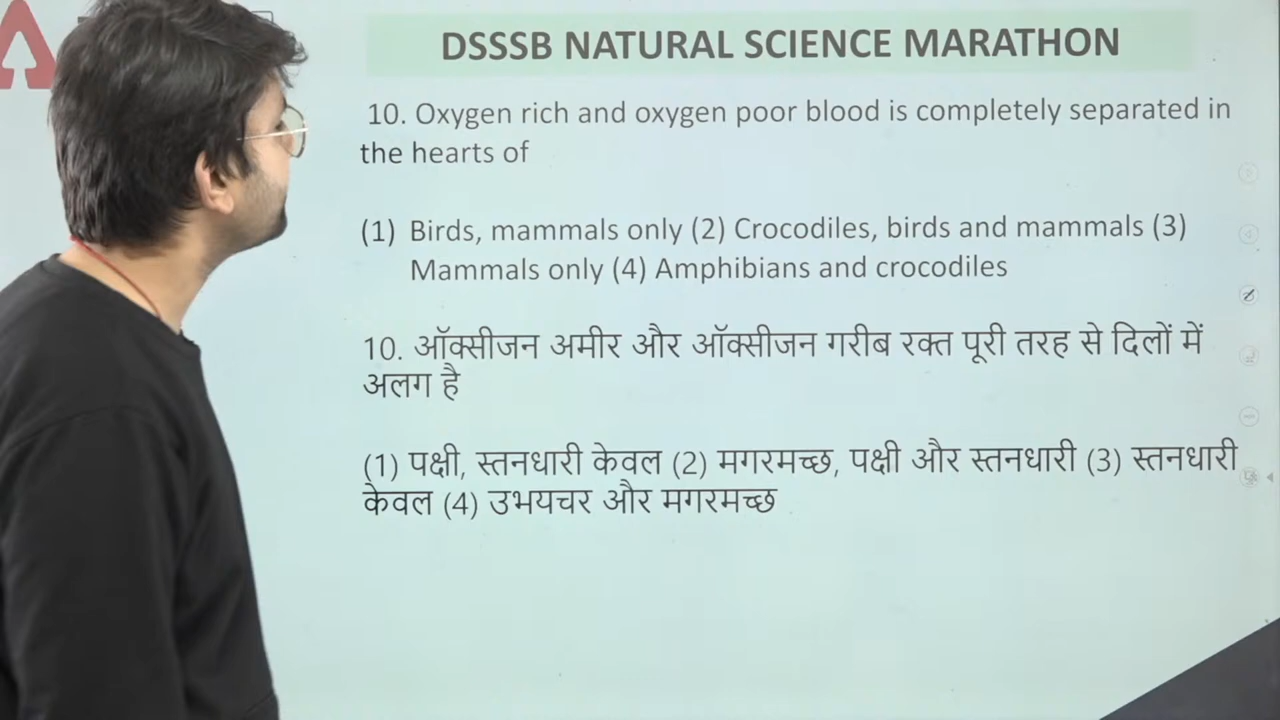 DSSSB NATURAL SCIENCE MARATHON
10. Oxygen rich and oxygen poor blood is completely separated in
the hearts of
(1) Birds, mammals only (2) Crocodiles, birds and mammals (3)
Mammals only (4) Amphibians and crocodiles
10. ऑक्सीजन अमीर और ऑक्सीजन गरीब रक्त पूरी तरह से दिलों में
अलग है
(1) पक्षी, स्तनधारी केवल (2) मगरमच्छ, पक्षी और स्तनधारी (3) स्तनधारी
केवल (4) उभयचर और मगरमच्छ